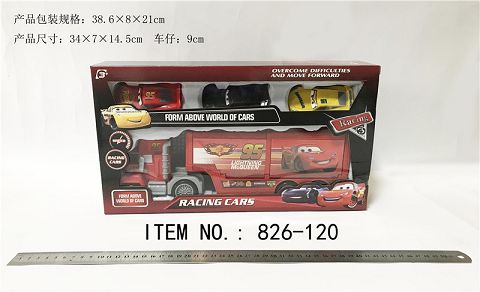 产品包装规格：38.6×8×21cm
产品尺寸：34×7×14.5cm 车仔：9cm
OVERCOME DIFFICULTIES
AND MOVE FORWARD
FORM ABOVE WORLD OF CARS
Racing
3
RACING
CARS
95
LIGHTNING
McQUEEN
FORM ABOVE
WORLD OF CARS
RACING CARS
ITEM NO.: 826-120